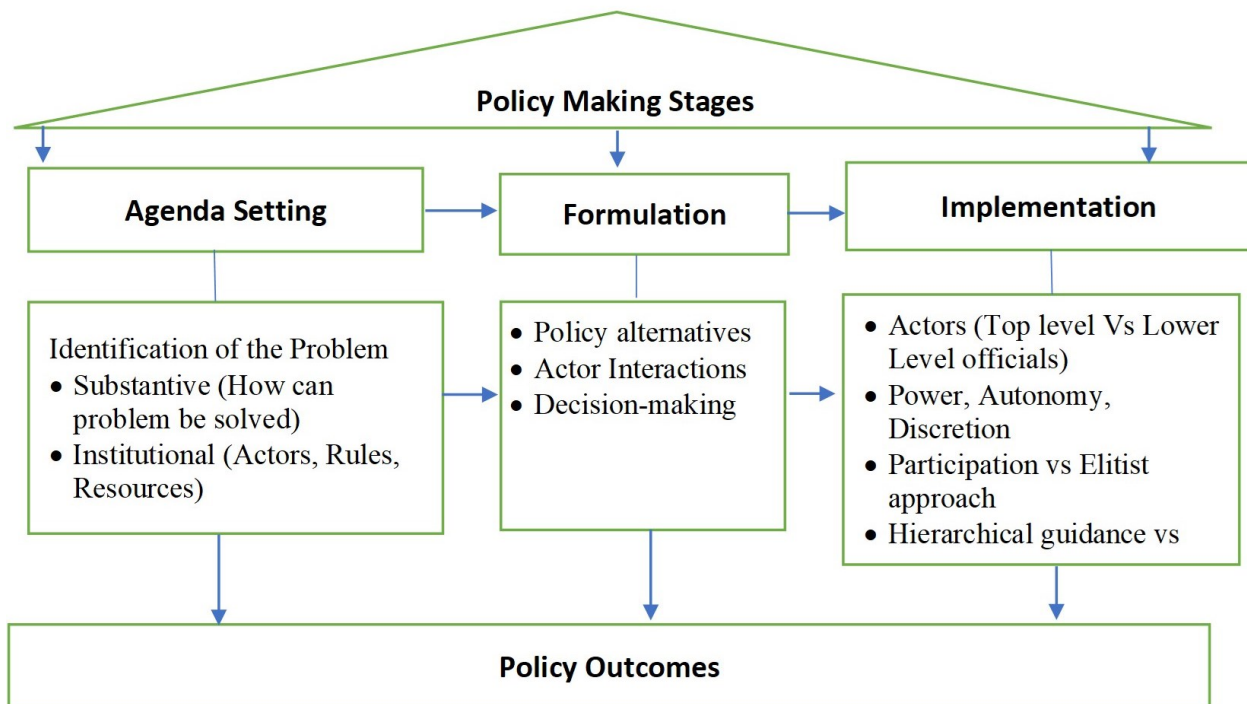 Policy Making Stages
Agenda Setting
Formulation
Implementation
Identification of the Problem
• Substantive (How can
problem be solved)
• Institutional (Actors, Rules,
Resources)
• Policy alternatives
• Actor Interactions
• Decision-making
• Actors (Top level Vs Lower
Level officials)
• Power, Autonomy,
Discretion
• Participation vs Elitist
approach
• Hierarchical guidance vs
Policy Outcomes